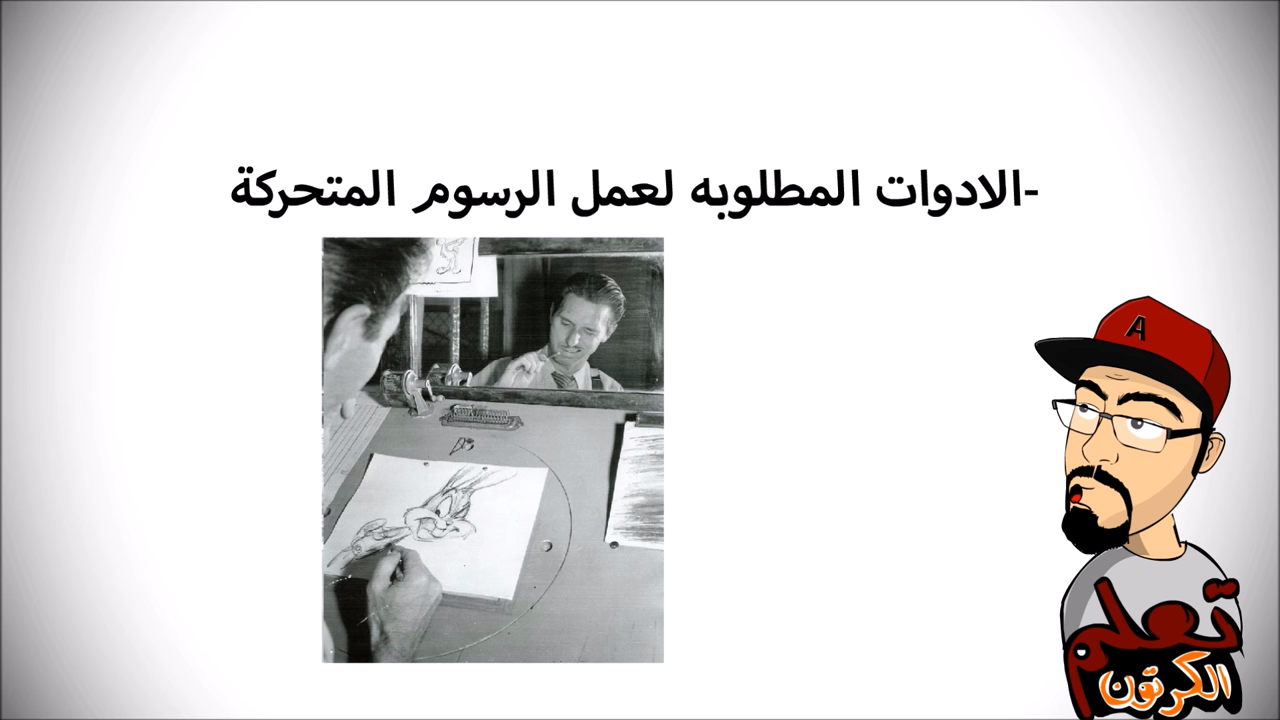 -الادوات المطلوبه لعمل الرسوم المتحركة
A
تعلم
الكرتون